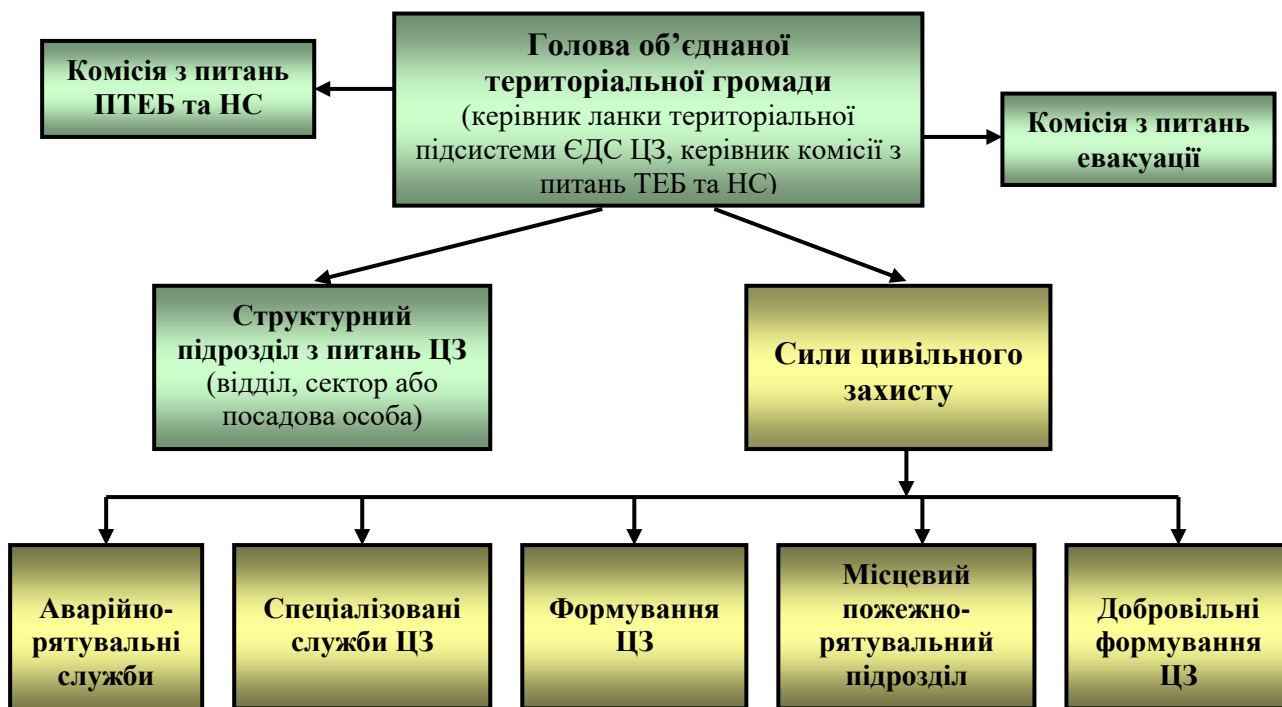 Голова об’єднаної
територіальної громади
(керівник ланки територіальної
підсистеми ЄДС ЦЗ, керівник комісії з
питань ТЕБ та НС)
Комісія з питань
ПТЕБ та НС
Комісія з питань
евакуації
Структурний
підрозділ з питань ЦЗ
(відділ, сектор або
посадова особа)
Сили цивільного
захисту
Аварійно-
рятувальні
служби
Спеціалізовані
служби ЦЗ
Формування
ЦЗ
Місцевий
пожежно-
рятувальний
підрозділ
Добровільні
формування
ЦЗ